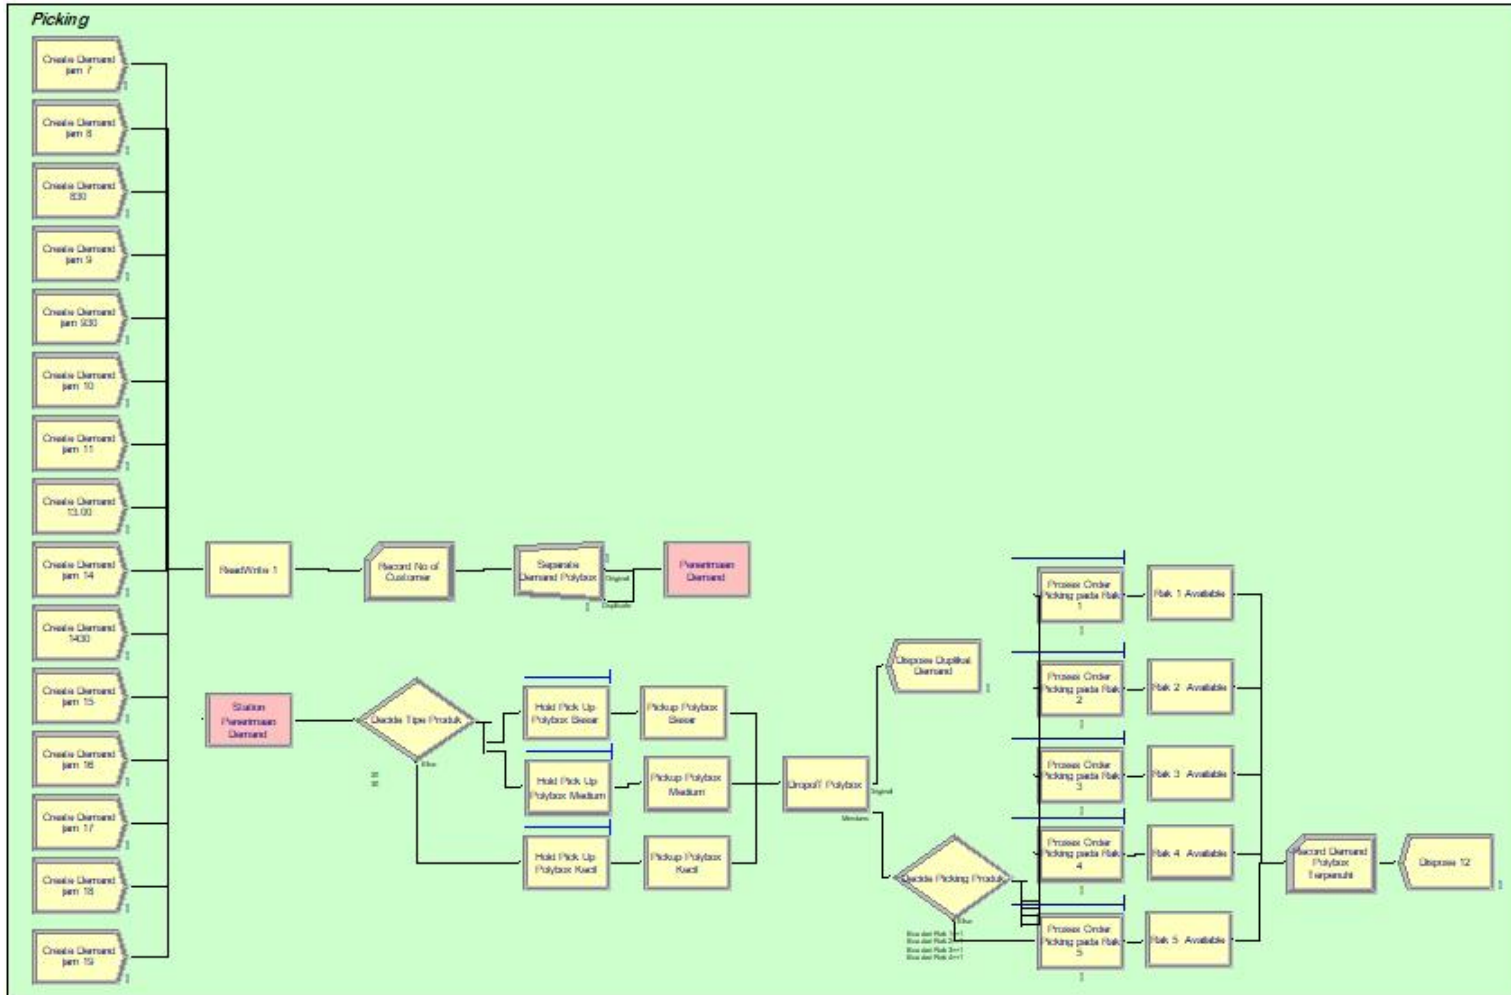 Picking
Create Demand
jam 7
Create Demand
jam 8
Create Demand
830
Create Demand
jam 9
Create Demand
jam 930
Create Demand
jam 10
Create Demand
jam 11
Create Demand
13.00
Create Demand
jam 14
Create Demand
1430
Create Demand
jam 15
Create Demand
jam 16
Create Demand
jam 17
Create Demand
jam 18
Create Demand
jam 19
ReadWrite 1
Record No of
Customer
Separate
Demand Polybox
Original
Duplicate
Penerimaan
Demand
Station
Penerimaan
Demand
Decide Tipe Produk
Else
Hold Pick Up
Polybox Besar
Pickup Polybox
Besar
Hold Pick Up
Polybox Medium
Pickup Polybox
Medium
Hold Pick Up
Polybox Kecil
Pickup Polybox
Kecil
Dropoff Polybox
Original
Members
Dispose Duplikat
Demand
Decide Picking Produk
Else
Proses Order
Picking pada Rak
1
Rak 1 Available
Proses Order
Picking pada Rak
2
Rak 2 Available
Proses Order
Picking pada Rak
3
Rak 3 Available
Proses Order
Picking pada Rak
4
Rak 4 Available
Proses Order
Picking pada Rak
5
Rak 5 Available
Record Demand
Polybox
Terpenuhi
Dispose 12